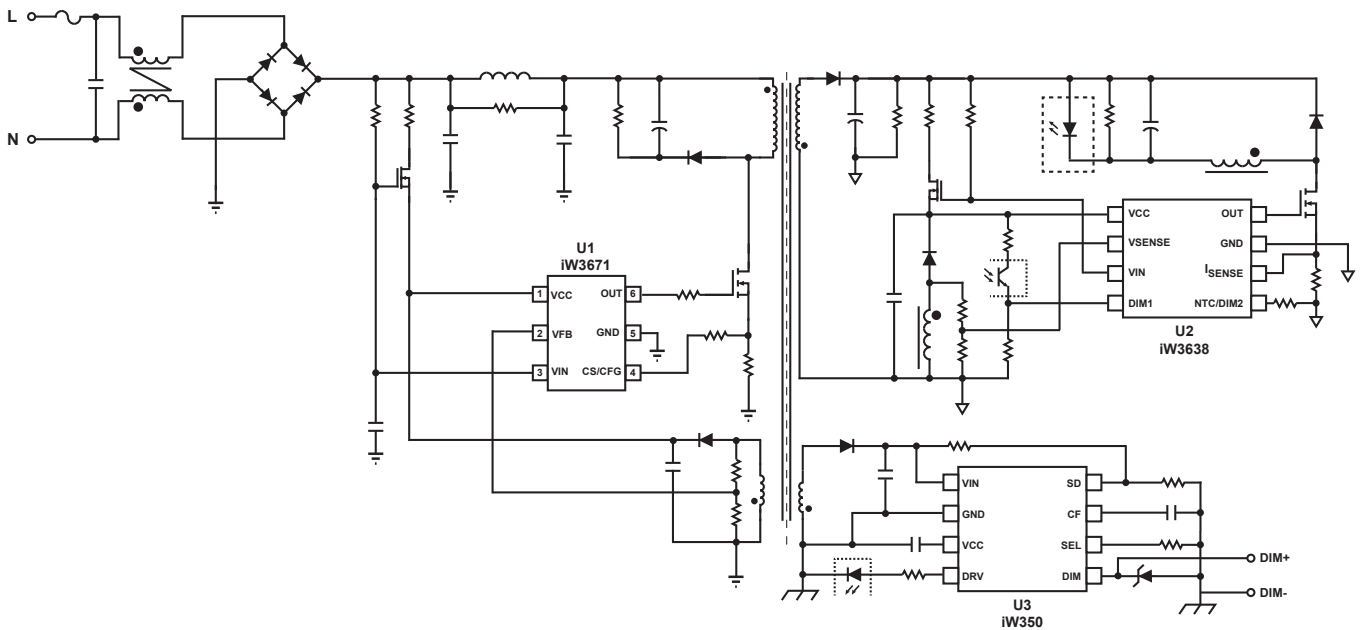 L
N
U1
iW3671
1 VCC
OUT 6
2 VFB
GND 5
3 VIN
CS/CFG 4
VCC
OUT
VSENSE
GND
VIN
ISENSE
DIM1
NTC/DIM2
U2
iW3638
VIN
SD
GND
CF
VCC
SEL
DRV
DIM
U3
iW350
DIM+
DIM-